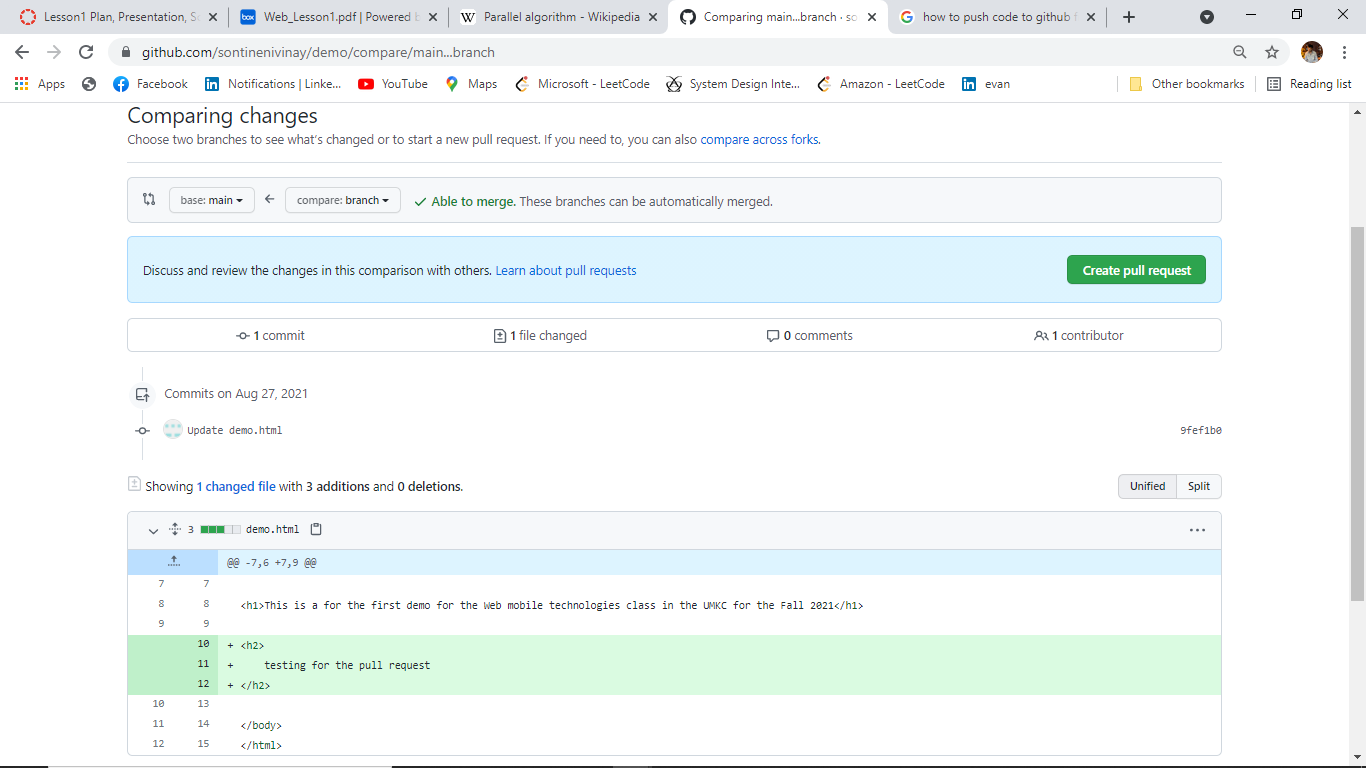 Lesson1 Plan, Presentation, S
Web_Lesson1.pdf | Powered b
Parallel algorithm - Wikipedia
Comparing main...branch · so
how to push code to github f
github.com/sontinenivinay/demo/compare/main...branch
Apps
Facebook
Notifications | Linke...
YouTube
Maps
Microsoft - LeetCode
System Design Inte...
Amazon - LeetCode
evan
Other bookmarks
Reading list
Comparing changes
Choose two branches to see what's changed or to start a new pull request. If you need to, you can also compare across forks.
base: main
compare: branch
Able to merge. These branches can be automatically merged.
Discuss and review the changes in this comparison with others. Learn about pull requests
Create pull request
1 commit
1 file changed
0 comments
1 contributor
Commits on Aug 27, 2021
Update demo.html
9fef1b0
Showing 1 changed file with 3 additions and 0 deletions.
Unified
Split
3 demo.html
@@ -7,6 +7,9 @@
7 7
8 8 <h1>This is a for the first demo for the Web mobile technologies class in the UMKC for the Fall 2021</h1>
9 9
10 + <h2>
11 + testing for the pull request
12 + </h2>
10 13
11 14 </body>
12 15 </html>